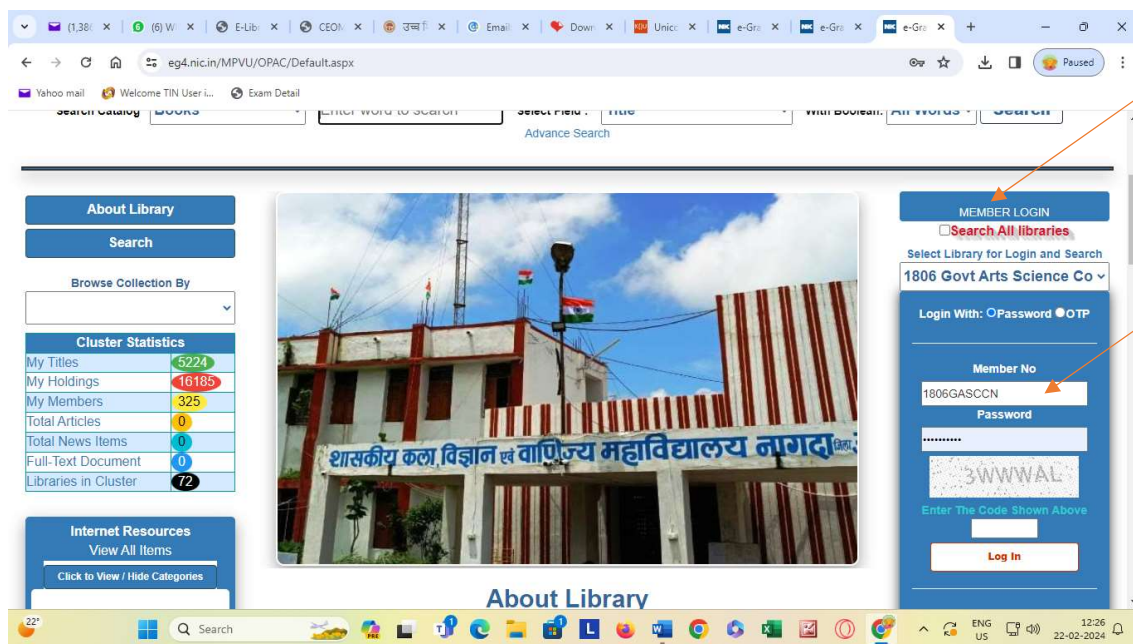 (1,386
(6) W
E-Libr
CEOM
उच्च
Email
Down
Unico
e-Gra
e-Gra
e-Gra
eg4.nic.in/MPVU/OPAC/Default.aspx
Paused
Yahoo mail Welcome TIN User i... Exam Detail
Search Catalog Books Enter word to search Select Field : Title With Boolean: All Words Search
Advance Search
About Library
Search
Browse Collection By
Cluster Statistics
My Titles 5224
My Holdings 16185
My Members 325
Total Articles 0
Total News Items 0
Full-Text Document 0
Libraries in Cluster 72
Internet Resources
View All Items
Click to View / Hide Categories
शासकीय कला, विज्ञान एवं वाणिज्य महाविद्यालय नागदा जिला.
About Library
MEMBER LOGIN
Search All libraries
Select Library for Login and Search
1806 Govt Arts Science Co
Login With: Password OTP
Member No
1806GASCCN
Password
••••••••••
3WWWAL
Enter The Code Shown Above
Log In
22°
Search
ENG
US
12:26
22-02-2024